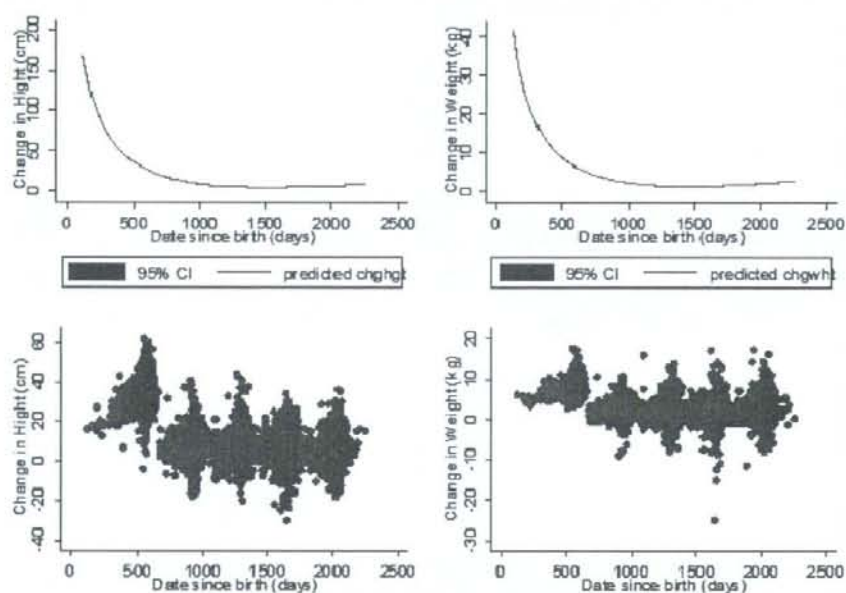 Change in Hight (cm)
0 50 100 150 200
0 500 1000 1500 2000 2500
Date since birth (days)
95% CI predicted chghgt
Change in Weight (kg)
0 10 20 30 40
0 500 1000 1500 2000 2500
Date since birth (days)
95% CI predicted chgwht
Change in Hight (cm)
-40 -20 0 20 40 60
0 500 1000 1500 2000 2500
Date since birth (days)
Change in Weight (kg)
-30 -20 -10 0 10 20
0 500 1000 1500 2000 2500
Date since birth (days)